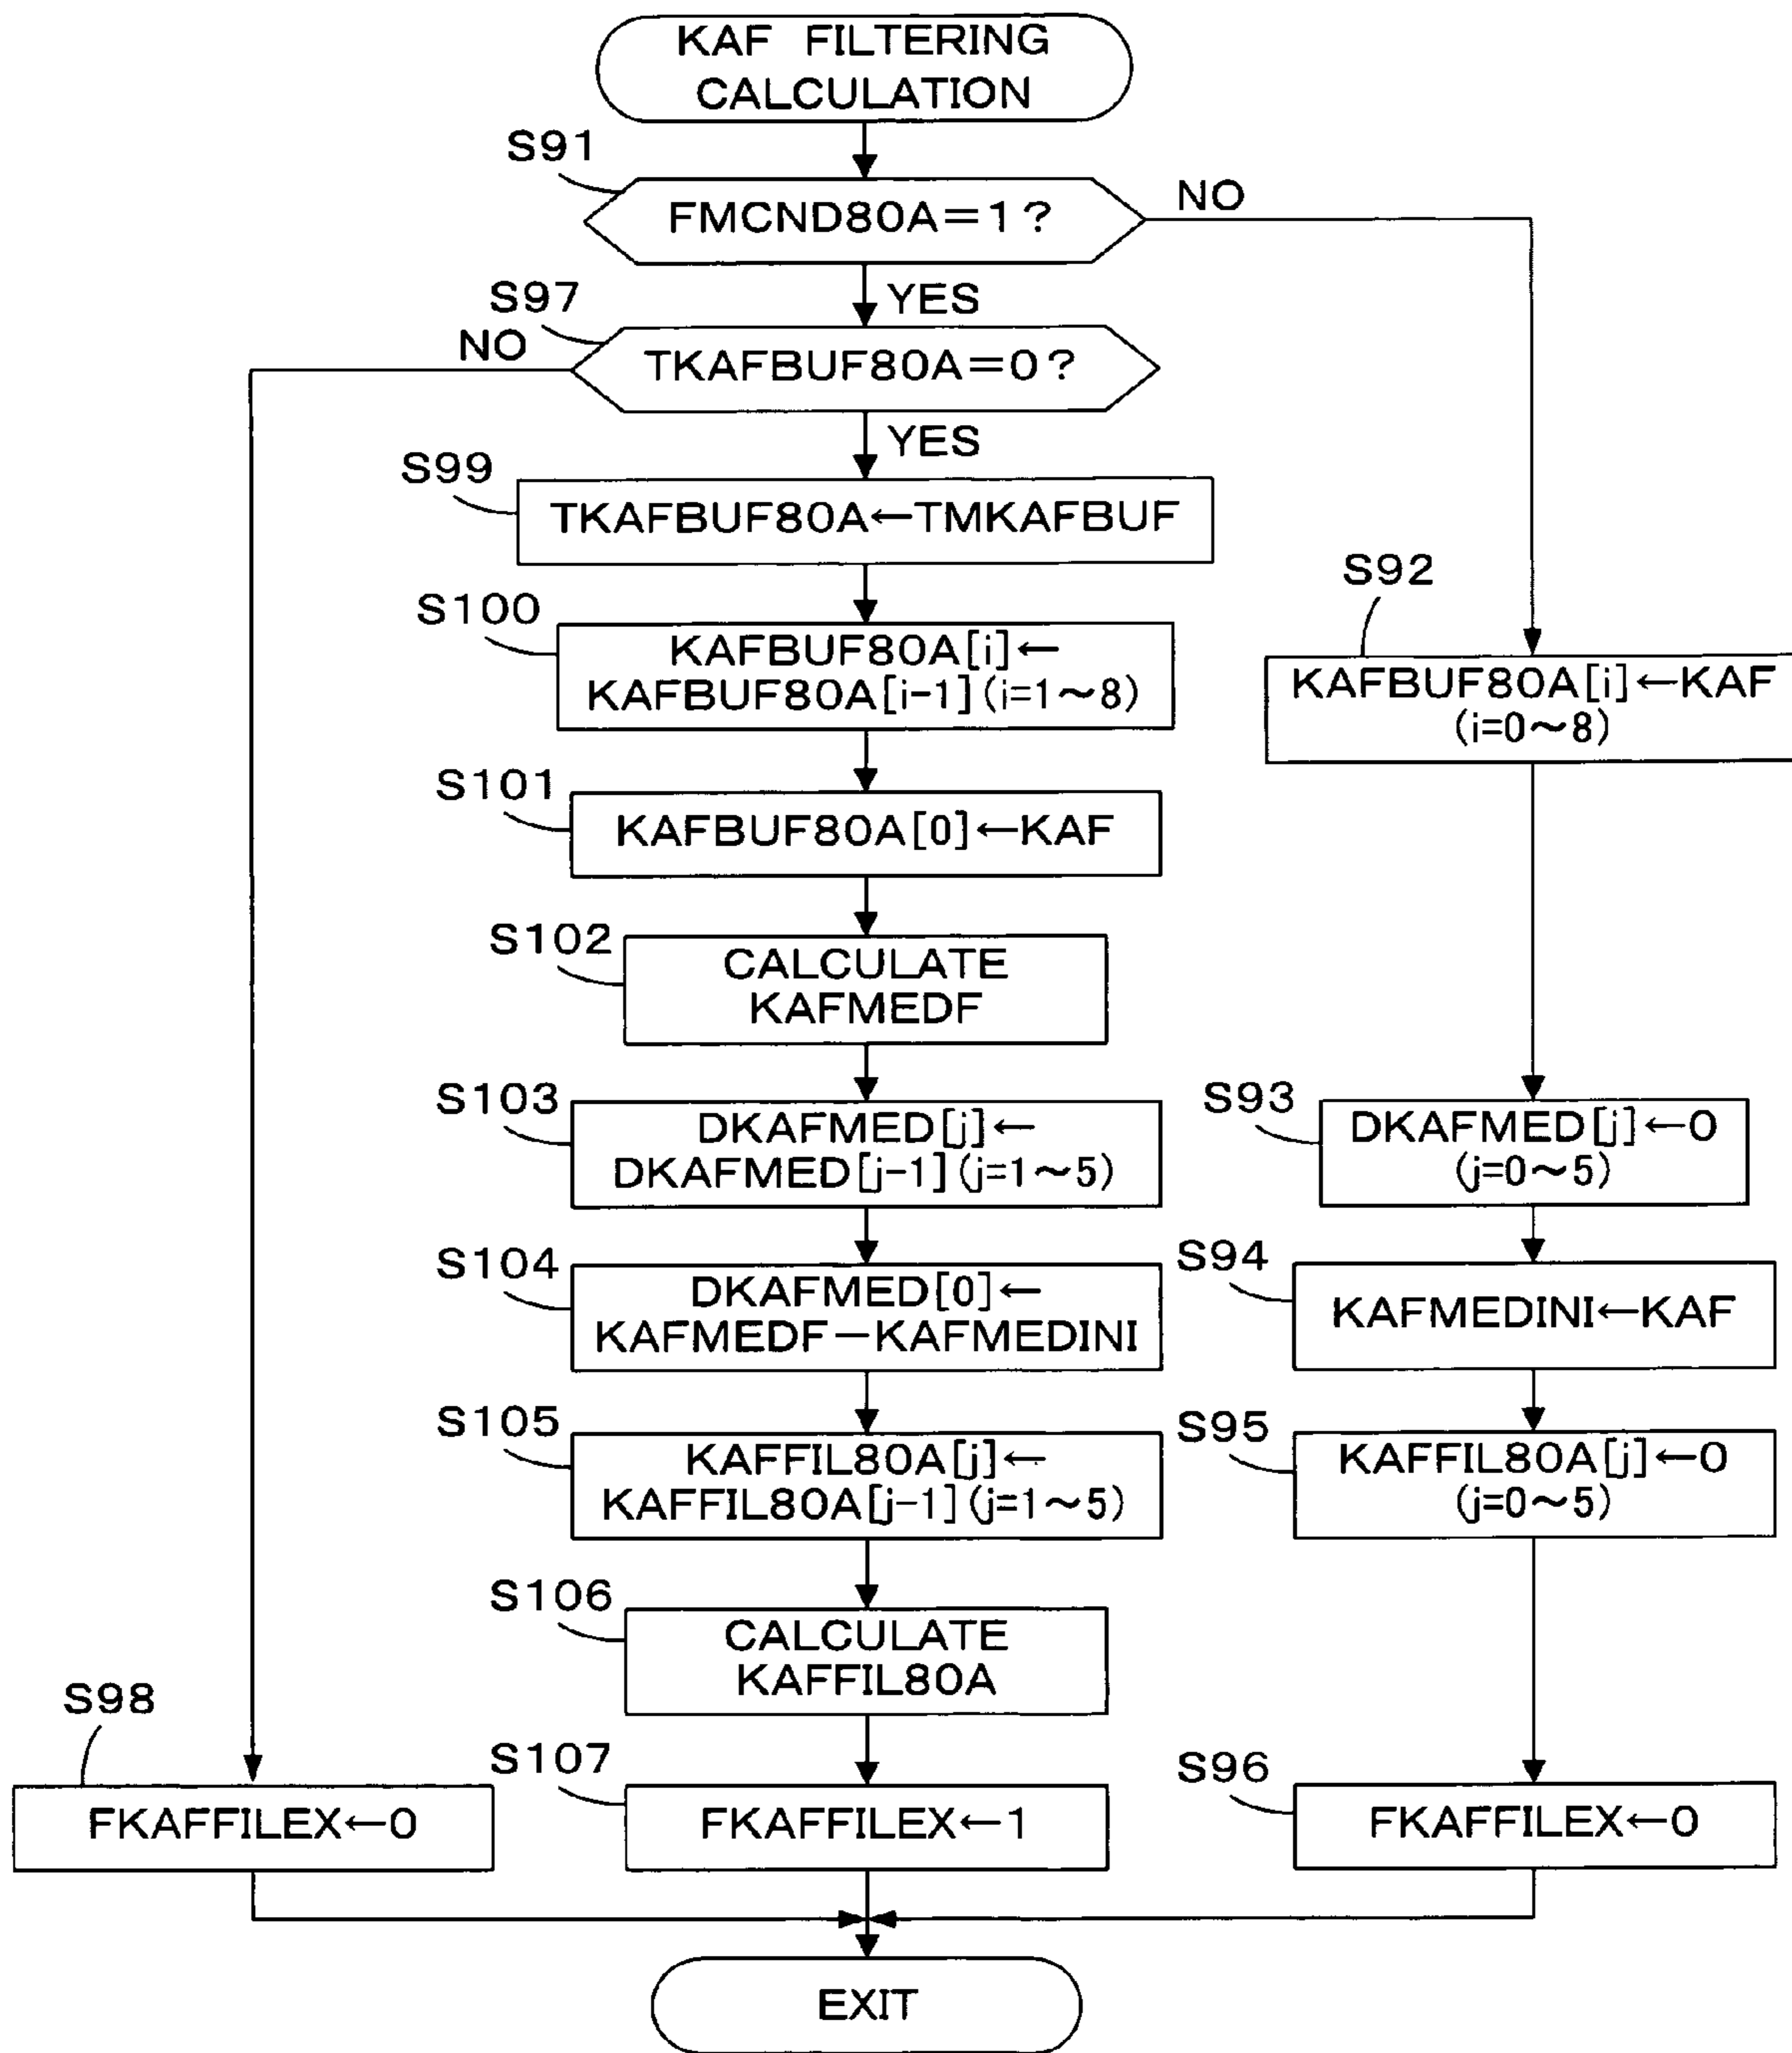 KAF FILTERING
CALCULATION
S91
FMCND80A=1?
NO
YES
S97
NO
TKAFBUF80A=0?
YES
S99
TKAFBUF80A←TMKAFBUF
S100
KAFBUF80A[i]←
KAFBUF80A[i-1](i=1~8)
S92
KAFBUF80A[i]←KAF
(i=0~8)
S101
KAFBUF80A[0]←KAF
S102
CALCULATE
KAFMEDF
S103
DKAFMED[j]←
DKAFMED[j-1](j=1~5)
S93
DKAFMED[j]←0
(j=0~5)
S104
DKAFMED[0]←
KAFMEDF-KAFMEDINI
S94
KAFMEDINI←KAF
S105
KAFFIL80A[j]←
KAFFIL80A[j-1](j=1~5)
S95
KAFFIL80A[j]←0
(j=0~5)
S106
CALCULATE
KAFFIL80A
S98
FKAFFILEX←0
S107
FKAFFILEX←1
S96
FKAFFILEX←0
EXIT